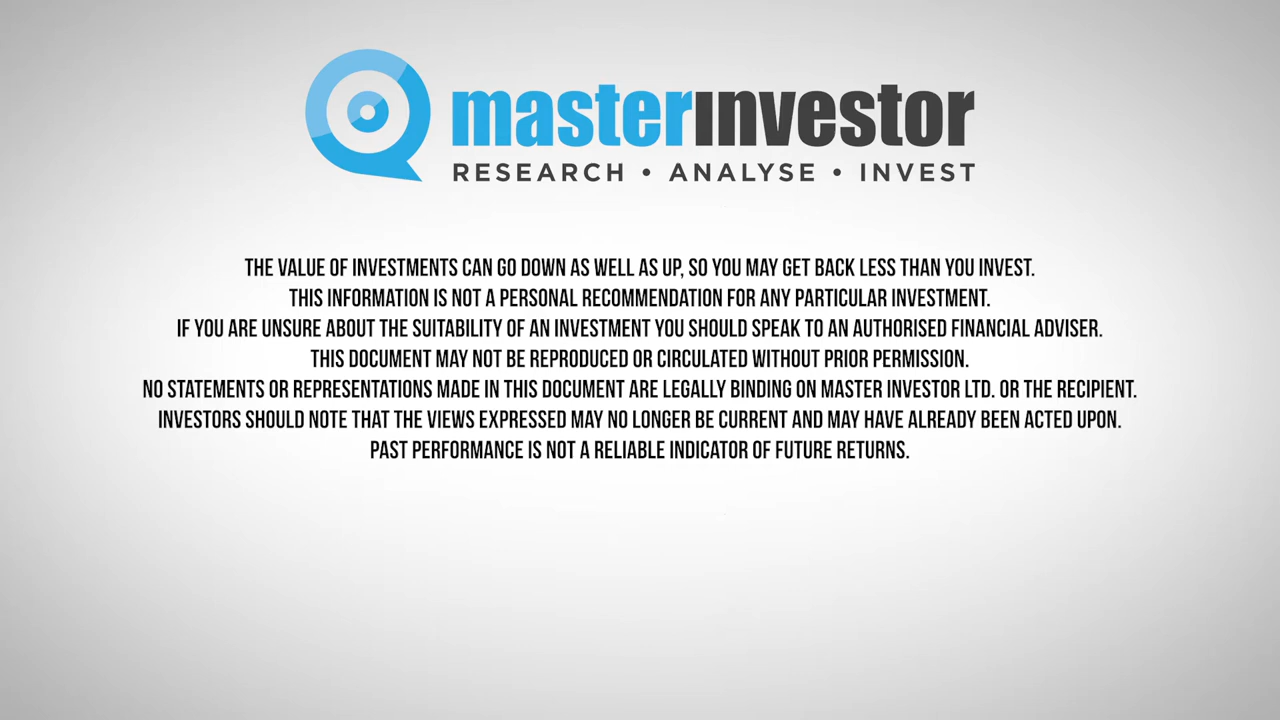 masterinvestor
RESEARCH • ANALYSE • INVEST
THE VALUE OF INVESTMENTS CAN GO DOWN AS WELL AS UP, SO YOU MAY GET BACK LESS THAN YOU INVEST.
THIS INFORMATION IS NOT A PERSONAL RECOMMENDATION FOR ANY PARTICULAR INVESTMENT.
IF YOU ARE UNSURE ABOUT THE SUITABILITY OF AN INVESTMENT YOU SHOULD SPEAK TO AN AUTHORISED FINANCIAL ADVISER.
THIS DOCUMENT MAY NOT BE REPRODUCED OR CIRCULATED WITHOUT PRIOR PERMISSION.
NO STATEMENTS OR REPRESENTATIONS MADE IN THIS DOCUMENT ARE LEGALLY BINDING ON MASTER INVESTOR LTD. OR THE RECIPIENT.
INVESTORS SHOULD NOTE THAT THE VIEWS EXPRESSED MAY NO LONGER BE CURRENT AND MAY HAVE ALREADY BEEN ACTED UPON.
PAST PERFORMANCE IS NOT A RELIABLE INDICATOR OF FUTURE RETURNS.